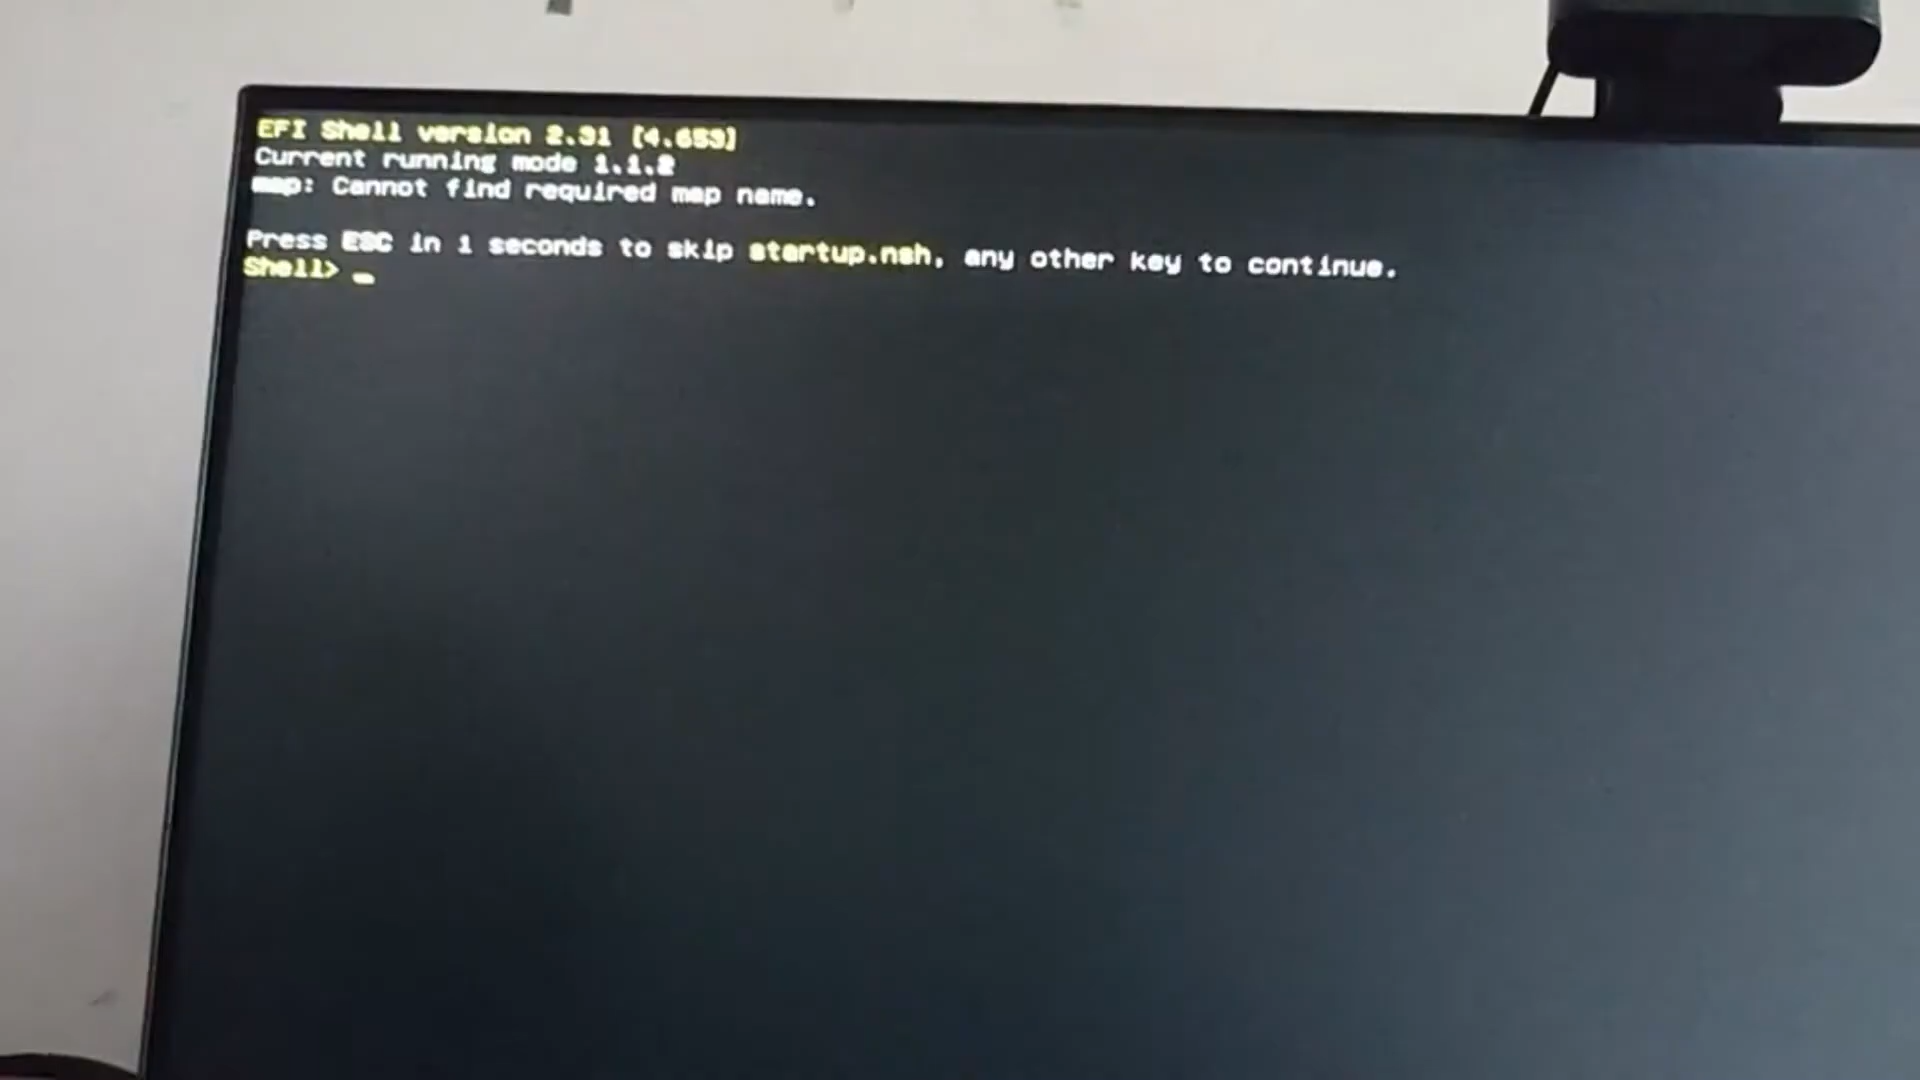 EFI Shell version 2.31 [4.653]
Current running mode 1.1.2
map: Cannot find required map name.
Press ESC in 1 seconds to skip startup.nsh, any other key to continue.
Shell> _